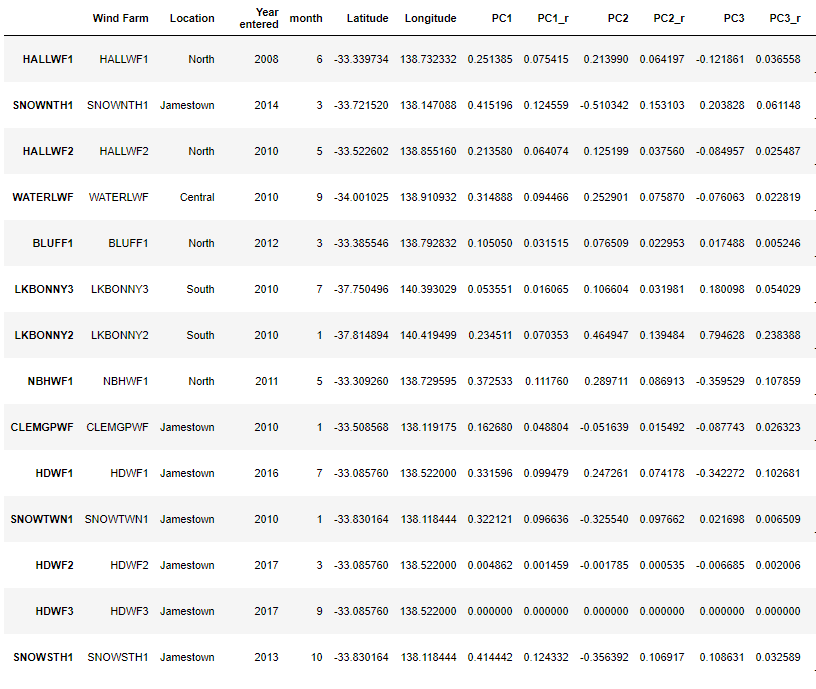 Wind Farm Location Year entered month Latitude Longitude PC1 PC1_r PC2 PC2_r PC3 PC3_r
HALLWF1 HALLWF1 North 2008 6 -33.339734 138.732332 0.251385 0.075415 0.213990 0.064197 -0.121861 0.036558
SNOWNTH1 SNOWNTH1 Jamestown 2014 3 -33.721520 138.147088 0.415196 0.124559 -0.510342 0.153103 0.203828 0.061148
HALLWF2 HALLWF2 North 2010 5 -33.522602 138.855160 0.213580 0.064074 0.125199 0.037560 -0.084957 0.025487
WATERLWF WATERLWF Central 2010 9 -34.001025 138.910932 0.314888 0.094466 0.252901 0.075870 -0.076063 0.022819
BLUFF1 BLUFF1 North 2012 3 -33.385546 138.792832 0.105050 0.031515 0.076509 0.022953 0.017488 0.005246
LKBONNY3 LKBONNY3 South 2010 7 -37.750496 140.393029 0.053551 0.016065 0.106604 0.031981 0.180098 0.054029
LKBONNY2 LKBONNY2 South 2010 1 -37.814894 140.419499 0.234511 0.070353 0.464947 0.139484 0.794628 0.238388
NBHWF1 NBHWF1 North 2011 5 -33.309260 138.729595 0.372533 0.111760 0.289711 0.086913 -0.359529 0.107859
CLEMGPWF CLEMGPWF Jamestown 2010 1 -33.508568 138.119175 0.162680 0.048804 -0.051639 0.015492 -0.087743 0.026323
HDWF1 HDWF1 Jamestown 2016 7 -33.085760 138.522000 0.331596 0.099479 0.247261 0.074178 -0.342272 0.102681
SNOWTWN1 SNOWTWN1 Jamestown 2010 1 -33.830164 138.118444 0.322121 0.096636 -0.325540 0.097662 0.021698 0.006509
HDWF2 HDWF2 Jamestown 2017 3 -33.085760 138.522000 0.004862 0.001459 -0.001785 0.000535 -0.006685 0.002006
HDWF3 HDWF3 Jamestown 2017 9 -33.085760 138.522000 0.000000 0.000000 0.000000 0.000000 0.000000 0.000000
SNOWSTH1 SNOWSTH1 Jamestown 2013 10 -33.830164 138.118444 0.414442 0.124332 -0.356392 0.106917 0.108631 0.032589